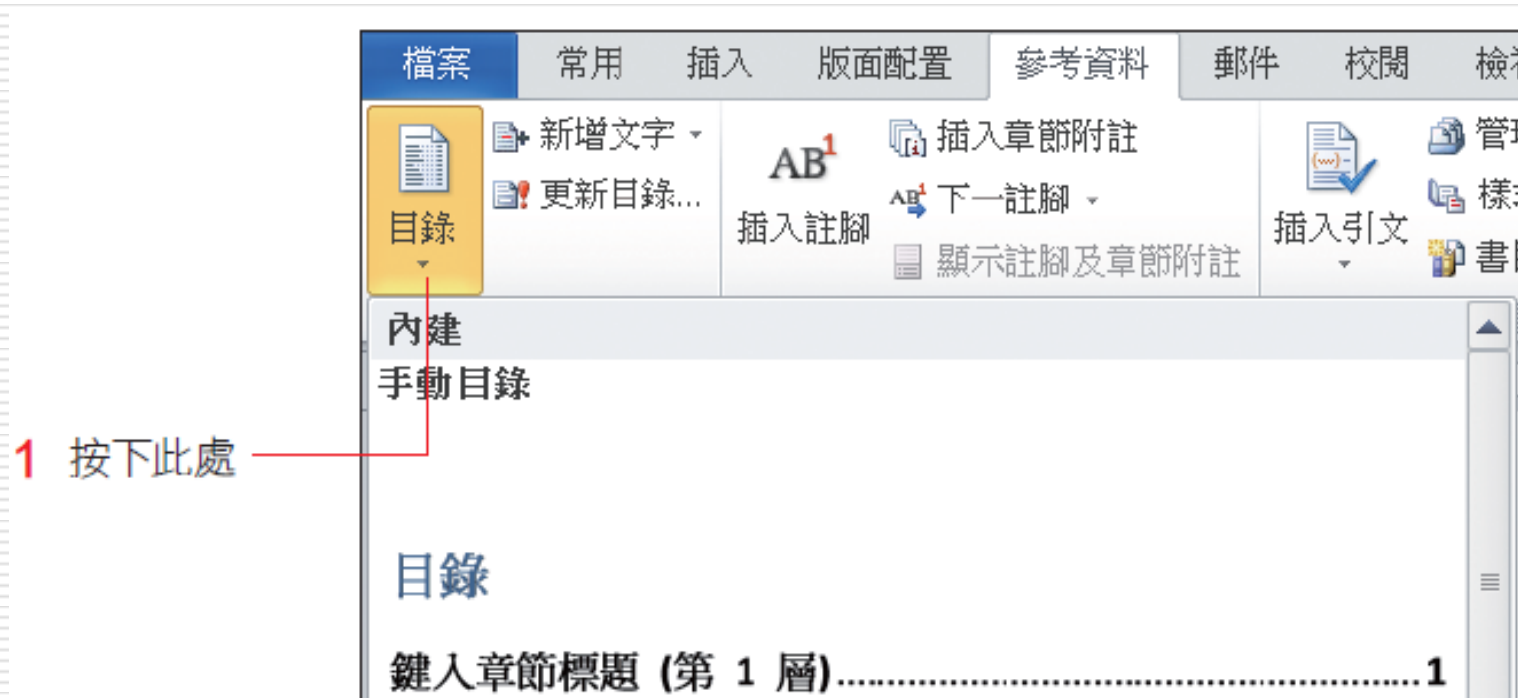 檔案 常用 插入 版面配置 參考資料 郵件 校閱
新增文字
插入章節附註
AB¹
更新目錄...
AB¹ 下一註腳
目錄
插入註腳
插入引文
顯示註腳及章節附註
內建
手動目錄
1 按下此處
目錄
鍵入章節標題 (第 1 層)..........................................................1